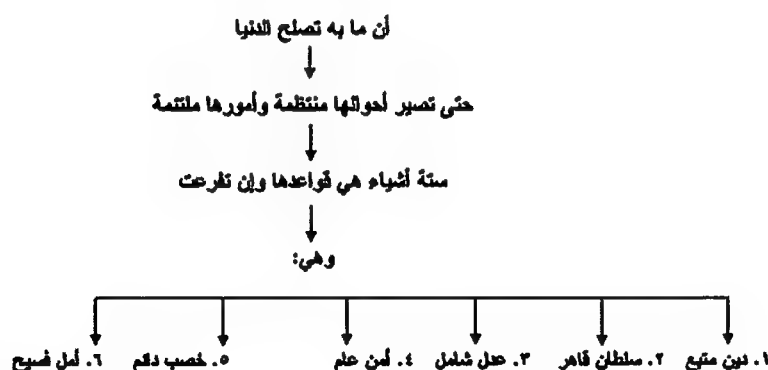 أن ما به تصلح الدنيا
حتى تصير أحوالها منتظمة وأمورها ملتئمة
ستة أشياء هي قواعدها وإن تفرعت
وهي:
١. دين متبع ٢. سلطان قاهر ٣. عدل شامل ٤. أمن عام ٥. خصب دائم ٦. أمل فسيح